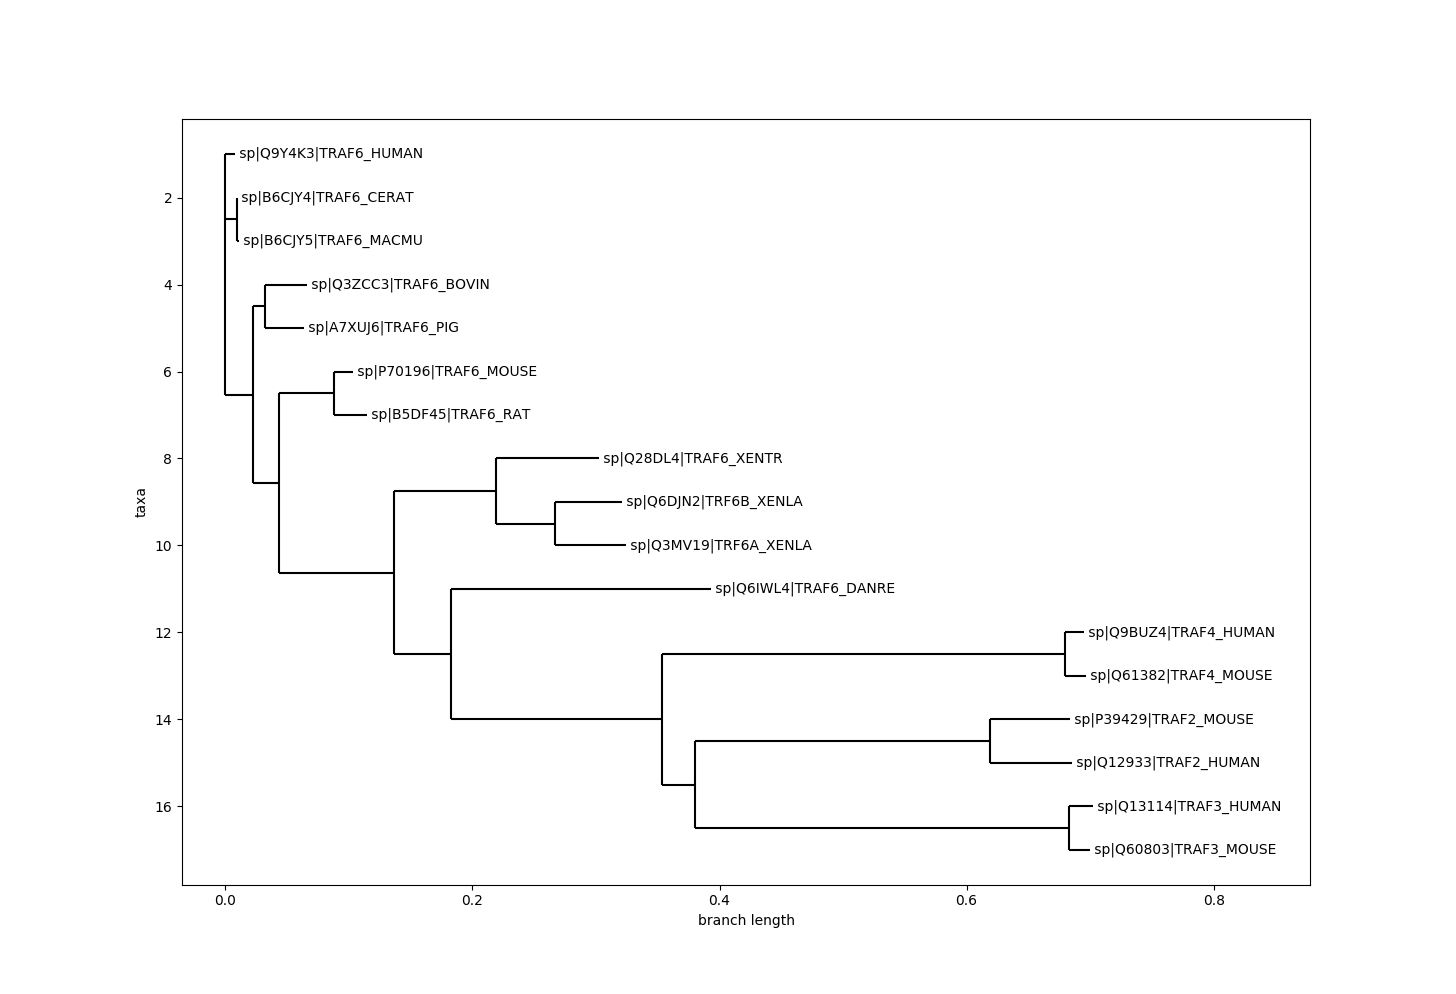 sp|Q9Y4K3|TRAF6_HUMAN
2
sp|B6CJY4|TRAF6_CERAT
sp|B6CJY5|TRAF6_MACMU
4
sp|Q3ZCC3|TRAF6_BOVIN
sp|A7XUJ6|TRAF6_PIG
6
sp|P70196|TRAF6_MOUSE
sp|B5DF45|TRAF6_RAT
8
sp|Q28DL4|TRAF6_XENTR
taxa
sp|Q6DJN2|TRF6B_XENLA
10
sp|Q3MV19|TRF6A_XENLA
sp|Q6IWL4|TRAF6_DANRE
12
sp|Q9BUZ4|TRAF4_HUMAN
sp|Q61382|TRAF4_MOUSE
14
sp|P39429|TRAF2_MOUSE
sp|Q12933|TRAF2_HUMAN
16
sp|Q13114|TRAF3_HUMAN
sp|Q60803|TRAF3_MOUSE
0.0 0.2 0.4 0.6 0.8
branch length